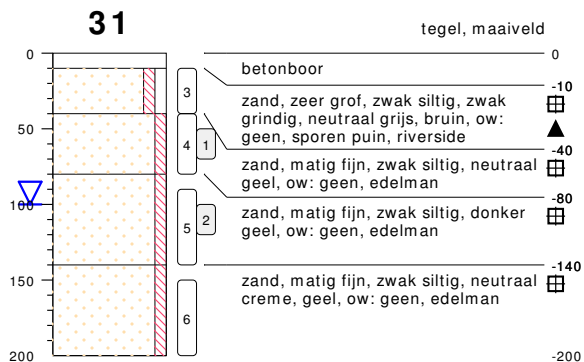 31
tegel, maaiveld
0
0
betonboor
-10
3
zand, zeer grof, zwak siltig, zwak
grindig, neutraal grijs, bruin, ow:
geen, sporen puin, riverside
50
-40
4
1
zand, matig fijn, zwak siltig, neutraal
geel, ow: geen, edelman
-80
100
5
2
zand, matig fijn, zwak siltig, donker
geel, ow: geen, edelman
-140
150
6
zand, matig fijn, zwak siltig, neutraal
creme, geel, ow: geen, edelman
200
-200